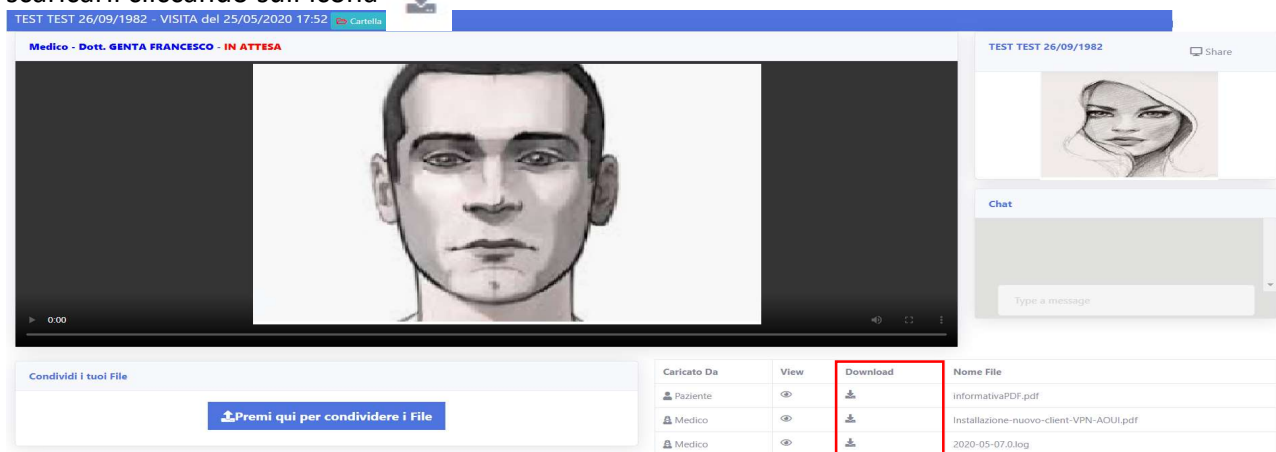 scaricarli cliccando sull'icona
TEST TEST 26/09/1982 - VISITA del 25/05/2020 17:52 Cartella
Medico - Dott. GENTA FRANCESCO - IN ATTESA
TEST TEST 26/09/1982
Share
0:00
Chat
Type a message
Condividi i tuoi File
Premi qui per condividere i File
Caricato Da View Download Nome File
Paziente informativaPDF.pdf
Medico Installazione-nuovo-client-VPN-AOUI.pdf
Medico 2020-05-07.0.log